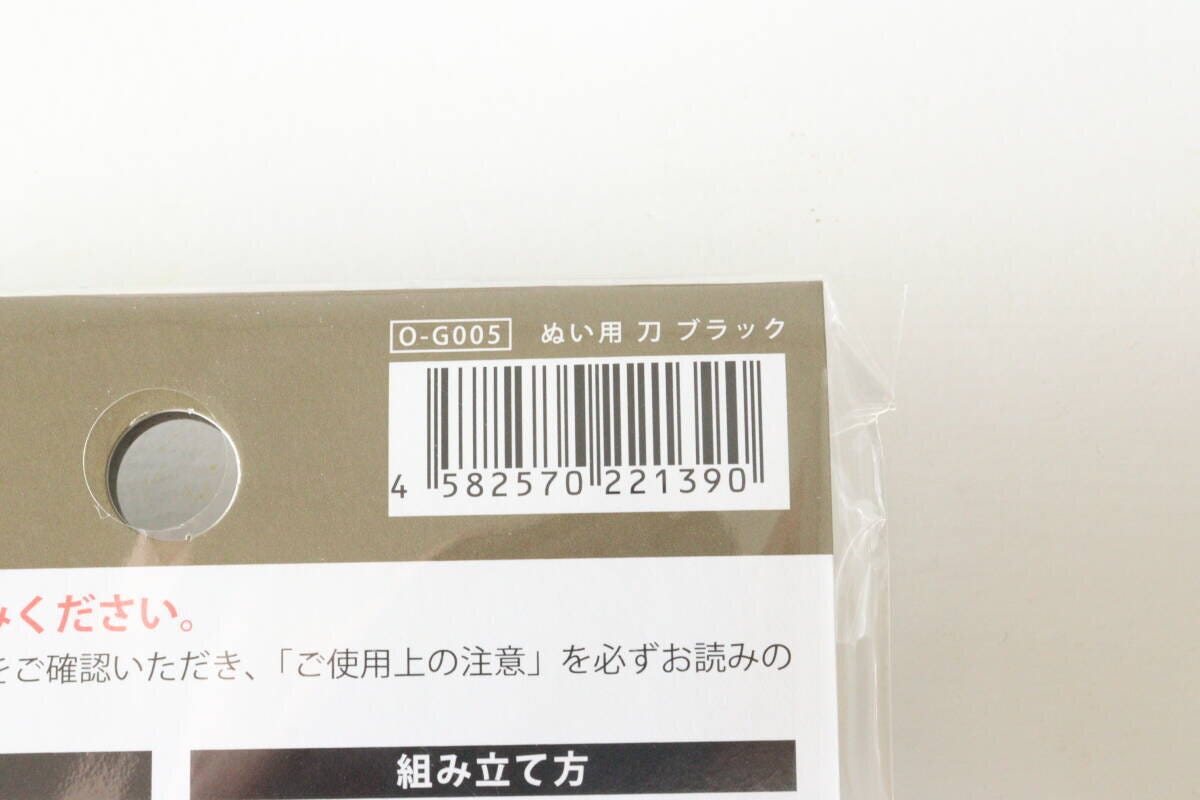 O-G005 ぬい用 刀 ブラック
4 582570 221390
みください。
をご確認いただき、「ご使用上の注意」を必ずお読みの
組み立て方